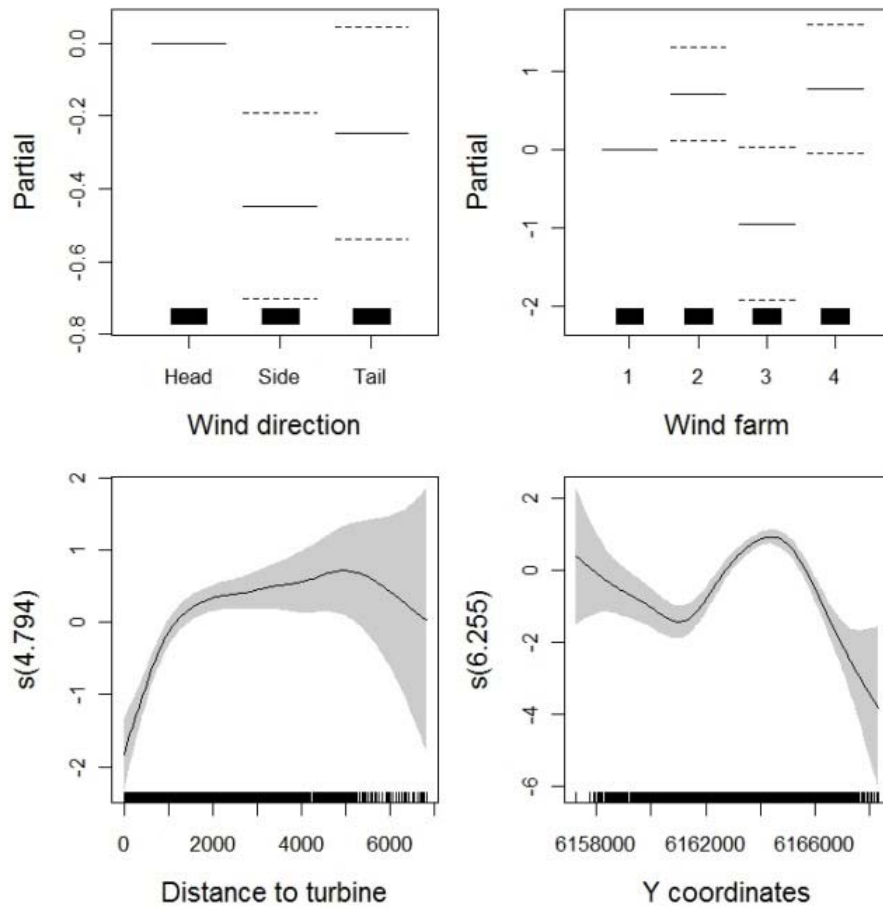 Partial
0.0
-0.2
-0.4
-0.6
-0.8
Head Side Tail
Wind direction
Partial
1
0
-1
-2
1 2 3 4
Wind farm
s(4.794)
2
1
0
-1
-2
0 2000 4000 6000
Distance to turbine
s(6.255)
2
0
-2
-4
-6
6158000 6162000 6166000
Y coordinates